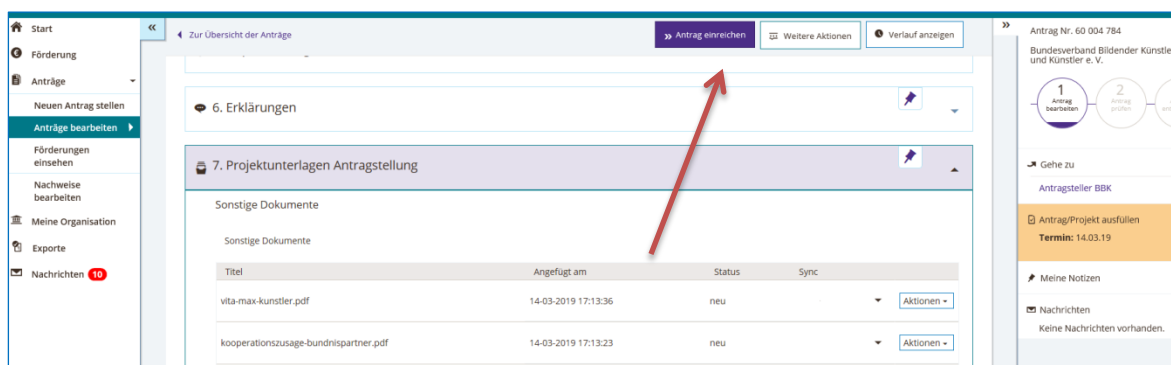 Start
Förderung
Anträge
Neuen Antrag stellen
Anträge bearbeiten
Förderungen
einsehen
Nachweise
bearbeiten
Meine Organisation
Exporte
Nachrichten 10
«
Zur Übersicht der Anträge
» Antrag einreichen
Weitere Aktionen
Verlauf anzeigen
6. Erklärungen
7. Projektunterlagen Antragstellung
Sonstige Dokumente
Sonstige Dokumente
Titel Angefügt am Status Sync
vita-max-kunstler.pdf 14-03-2019 17:13:36 neu Aktionen
kooperationszusage-bundnispartner.pdf 14-03-2019 17:13:23 neu Aktionen
»
Antrag Nr. 60 004 784
Bundesverband Bildender Künstle
und Künstler e. V.
1
Antrag
bearbeiten
2
Antrag
prüfen
Gehe zu
Antragsteller BBK
Antrag/Projekt ausfüllen
Termin: 14.03.19
Meine Notizen
Nachrichten
Keine Nachrichten vorhanden.